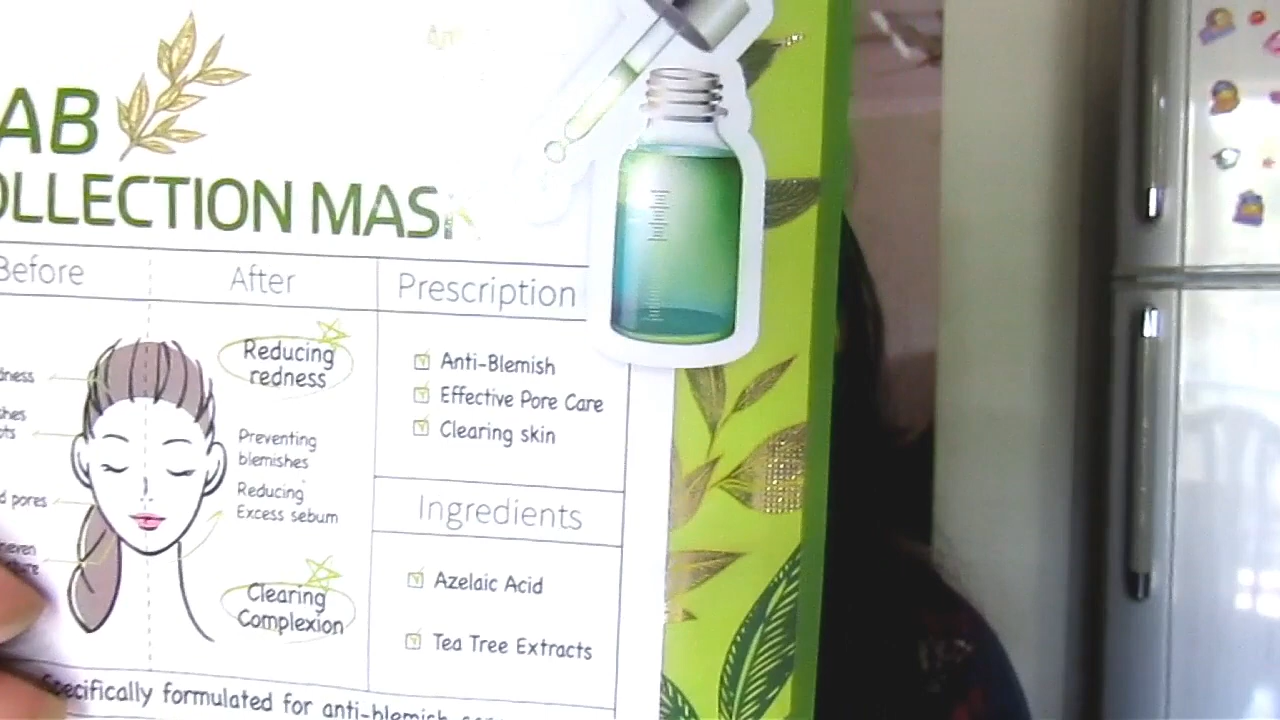 AB
OLLECTION MASK
Before
After
Prescription
Reducing
redness
Anti-Blemish
Effective Pore Care
Clearing skin
Preventing
blemishes
Reducing
Excess sebum
pores
Ingredients
Azelaic Acid
Clearing
Complexion
Tea Tree Extracts
Specifically formulated for anti-blemish